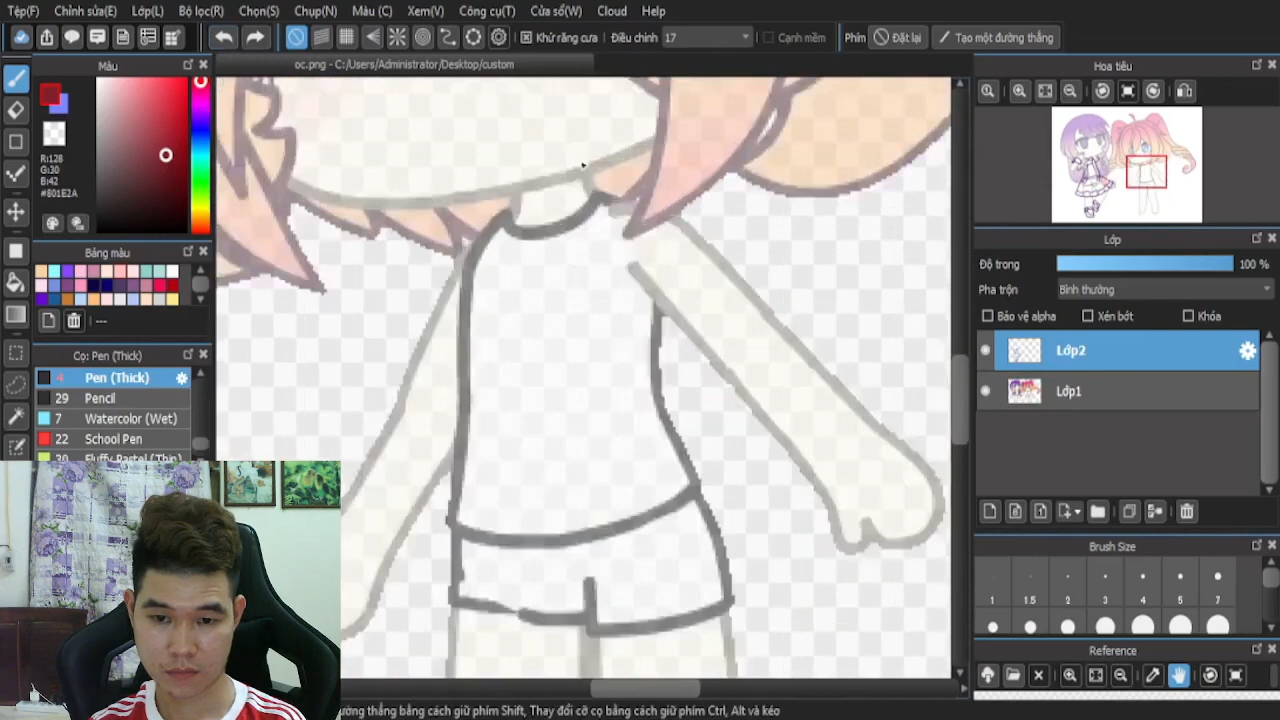 Tệp(F) Chỉnh sửa(E) Lớp(L) Bộ lọc(R) Chọn(S) Chụp(N) Màu (C) Xem(V) Công cụ(T) Cửa sổ(W) Cloud Help
Khử răng cưa Điều chỉnh 17 Cạnh mềm Phím Đặt lại Tạo một đường thẳng
Màu
oc.png - C:/Users/Administrator/Desktop/custom
Hoa tiêu
R:128
G:30
B:42
#801E2A
Bảng màu
---
Cọ: Pen (Thick)
4 Pen (Thick)
29 Pencil
7 Watercolor (Wet)
22 School Pen
30 Fluffy Pastel (Thin)
Lớp
Độ trong 100 %
Pha trộn Bình thường
Bảo vệ alpha Xén bớt Khóa
Lớp2
Lớp1
Brush Size
1 1.5 2 3 4 5 7
Reference
ường thẳng bằng cách giữ phím Shift, Thay đổi cỡ cọ bằng cách giữ phím Ctrl, Alt và kéo